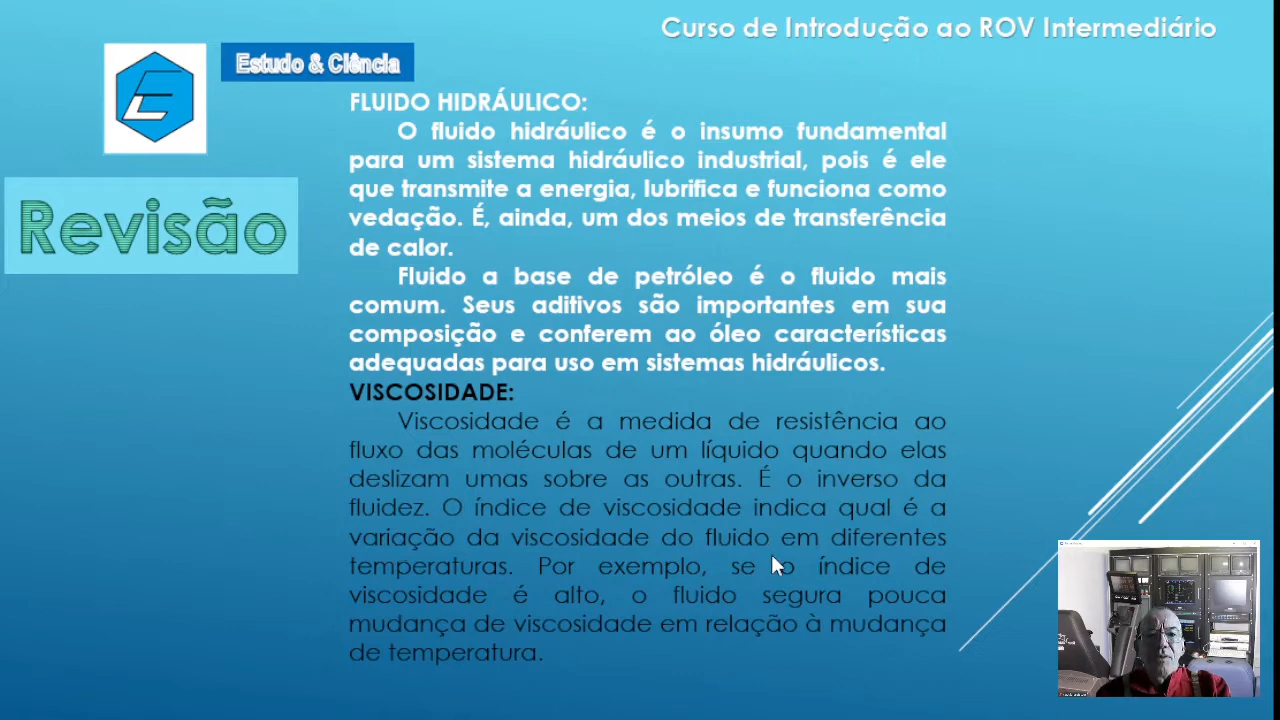 Curso de Introdução ao ROV Intermediário
Estudo & Ciência
Revisão
FLUIDO HIDRÁULICO:
O fluido hidráulico é o insumo fundamental
para um sistema hidráulico industrial, pois é ele
que transmite a energia, lubrifica e funciona como
vedação. É, ainda, um dos meios de transferência
de calor.
Fluido a base de petróleo é o fluido mais
comum. Seus aditivos são importantes em sua
composição e conferem ao óleo características
adequadas para uso em sistemas hidráulicos.
VISCOSIDADE:
Viscosidade é a medida de resistência ao
fluxo das moléculas de um líquido quando elas
deslizam umas sobre as outras. É o inverso da
fluidez. O índice de viscosidade indica qual é a
variação da viscosidade do fluido em diferentes
temperaturas. Por exemplo, se o índice de
viscosidade é alto, o fluido segura pouca
mudança de viscosidade em relação à mudança
de temperatura.